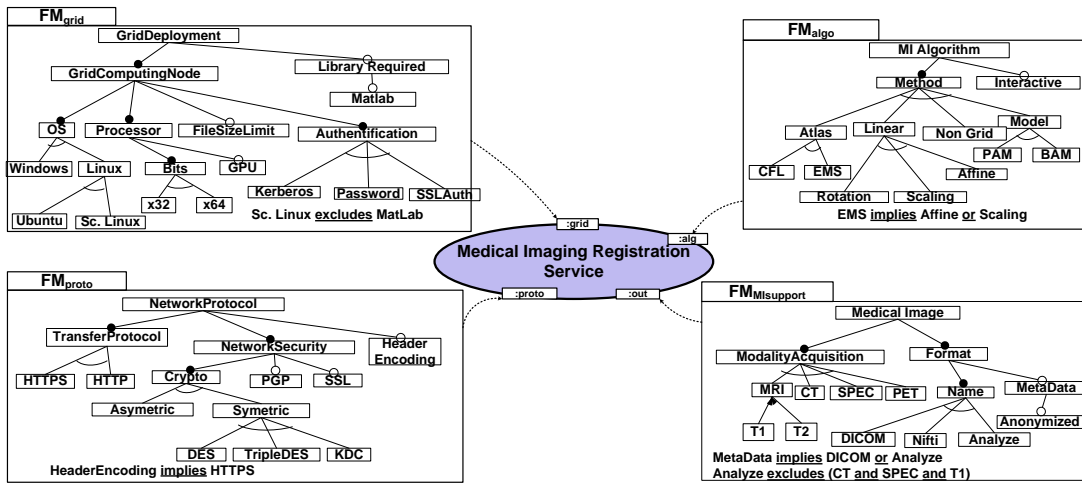 FMgrid
GridDeployment
GridComputingNode
Library Required
Matlab
OS
Processor
FileSizeLimit
Authentification
Windows
Linux
Bits
GPU
Kerberos
Password
SSLAuth
Ubuntu
Sc. Linux
x32
x64
Sc. Linux excludes MatLab
FMalgo
MI Algorithm
Method
Interactive
Atlas
Linear
Non Grid
Model
CFL
EMS
Affine
PAM
BAM
Rotation
Scaling
EMS implies Affine or Scaling
:grid
:alg
Medical Imaging Registration
Service
:proto
:out
FMproto
NetworkProtocol
TransferProtocol
NetworkSecurity
Header
Encoding
HTTPS
HTTP
Crypto
PGP
SSL
Asymetric
Symetric
DES
TripleDES
KDC
HeaderEncoding implies HTTPS
FMMIsupport
Medical Image
ModalityAcquisition
Format
MRI
CT
SPEC
PET
Name
MetaData
Anonymized
T1
T2
DICOM
Nifti
Analyze
MetaData implies DICOM or Analyze
Analyze excludes (CT and SPEC and T1)